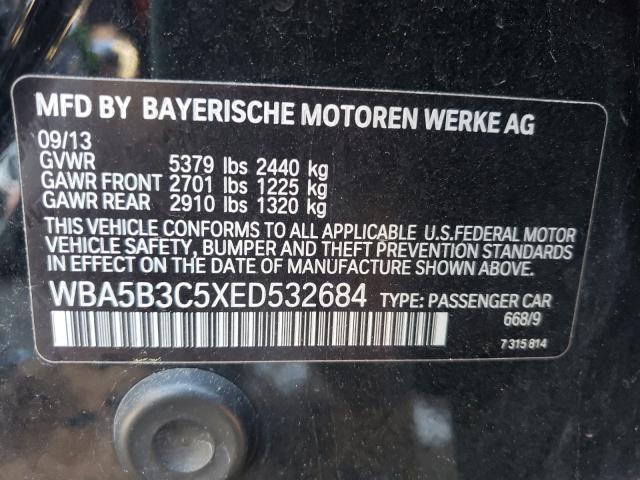 MFD BY BAYERISCHE MOTOREN WERKE AG
09/13
GVWR 5379 lbs 2440 kg
GAWR FRONT 2701 lbs 1225 kg
GAWR REAR 2910 lbs 1320 kg
THIS VEHICLE CONFORMS TO ALL APPLICABLE U.S.FEDERAL MOTOR
VEHICLE SAFETY, BUMPER AND THEFT PREVENTION STANDARDS
IN EFFECT ON THE DATE OF MANUFACTURE SHOWN ABOVE.
WBA5B3C5XED532684 TYPE: PASSENGER CAR
668/9
7 315 814